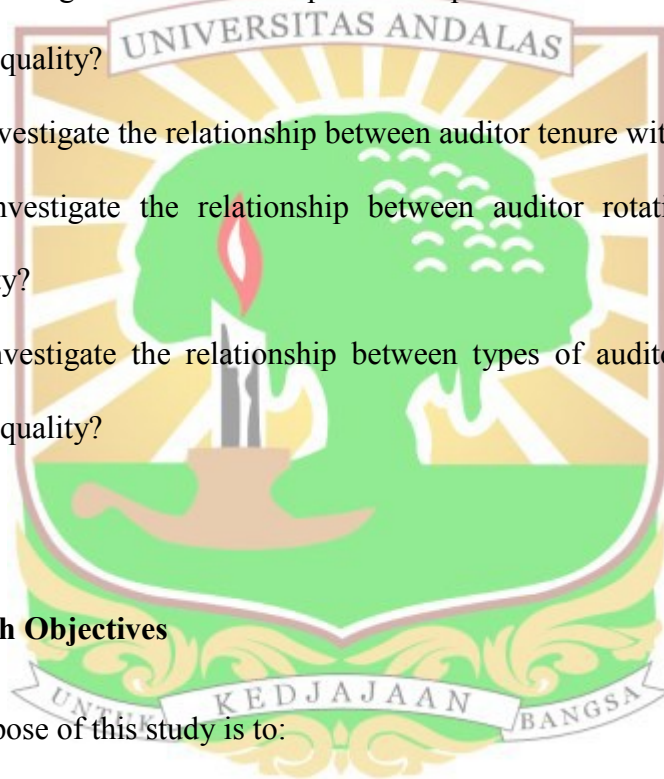 UNIVERSITAS ANDALAS
quality?
vestigate the relationship between auditor tenure wit
nvestigate the relationship between auditor rotati
y?
nvestigate the relationship between types of audito
quality?
h Objectives
UNTUK KEDJAJAAN BANGSA
pose of this study is to: